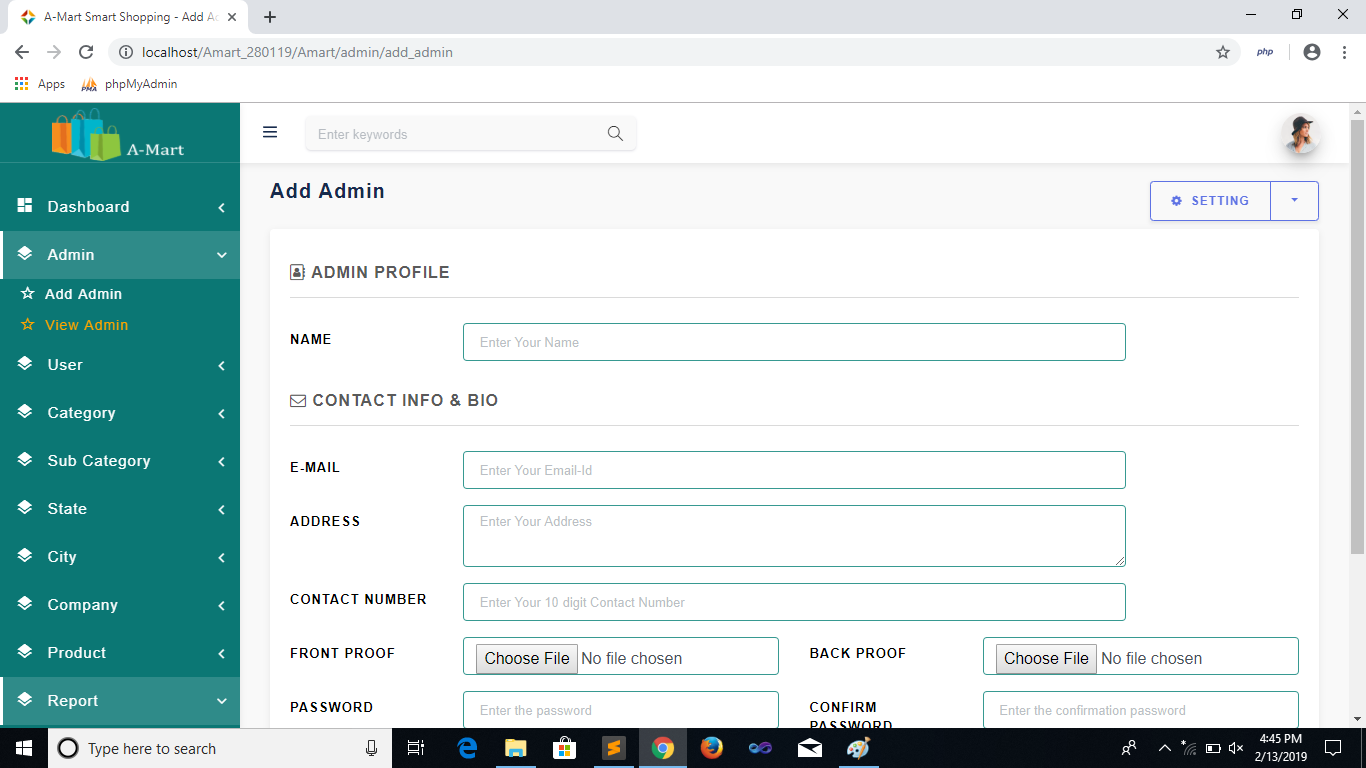 A-Mart Smart Shopping - Add A
localhost/Amart_280119/Amart/admin/add_admin
php
Apps
PMA
phpMyAdmin
A-Mart
Enter keywords
Dashboard
Admin
Add Admin
View Admin
User
Category
Sub Category
State
City
Company
Product
Report
Add Admin
SETTING
ADMIN PROFILE
NAME
Enter Your Name
CONTACT INFO & BIO
E-MAIL
Enter Your Email-Id
ADDRESS
Enter Your Address
CONTACT NUMBER
Enter Your 10 digit Contact Number
FRONT PROOF
Choose File No file chosen
BACK PROOF
Choose File No file chosen
PASSWORD
Enter the password
CONFIRM
PASSWORD
Enter the confirmation password
Type here to search
4:45 PM
2/13/2019